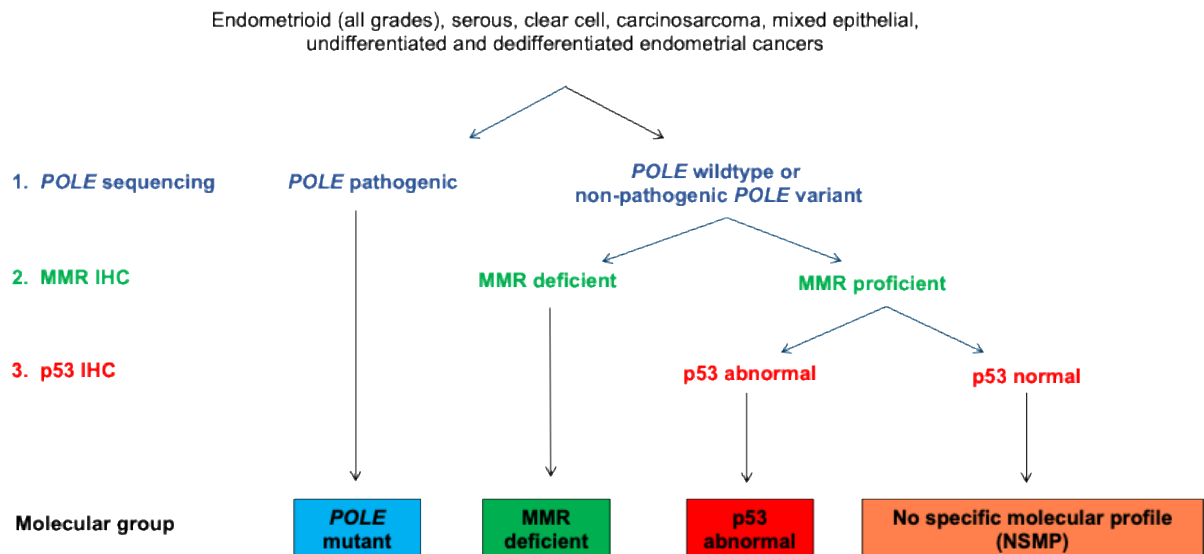 Endometrioid (all grades), serous, clear cell, carcinosarcoma, mixed epithelial,
undifferentiated and dedifferentiated endometrial cancers
1. POLE sequencing
POLE pathogenic
POLE wildtype or
non-pathogenic POLE variant
2. MMR IHC
MMR deficient
MMR proficient
3. p53 IHC
p53 abnormal
p53 normal
Molecular group
POLE
mutant
MMR
deficient
p53
abnormal
No specific molecular profile
(NSMP)